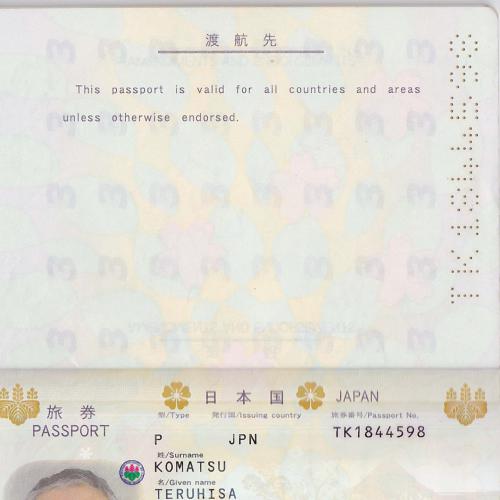 渡航先
This passport is valid for all countries and areas
unless otherwise endorsed.
日本国 JAPAN
旅券
PASSPORT
型/Type 発行国/Issuing country 旅券番号/Passport No.
P JPN TK1844598
姓/Surname
KOMATSU
名/Given name
TERUHISA